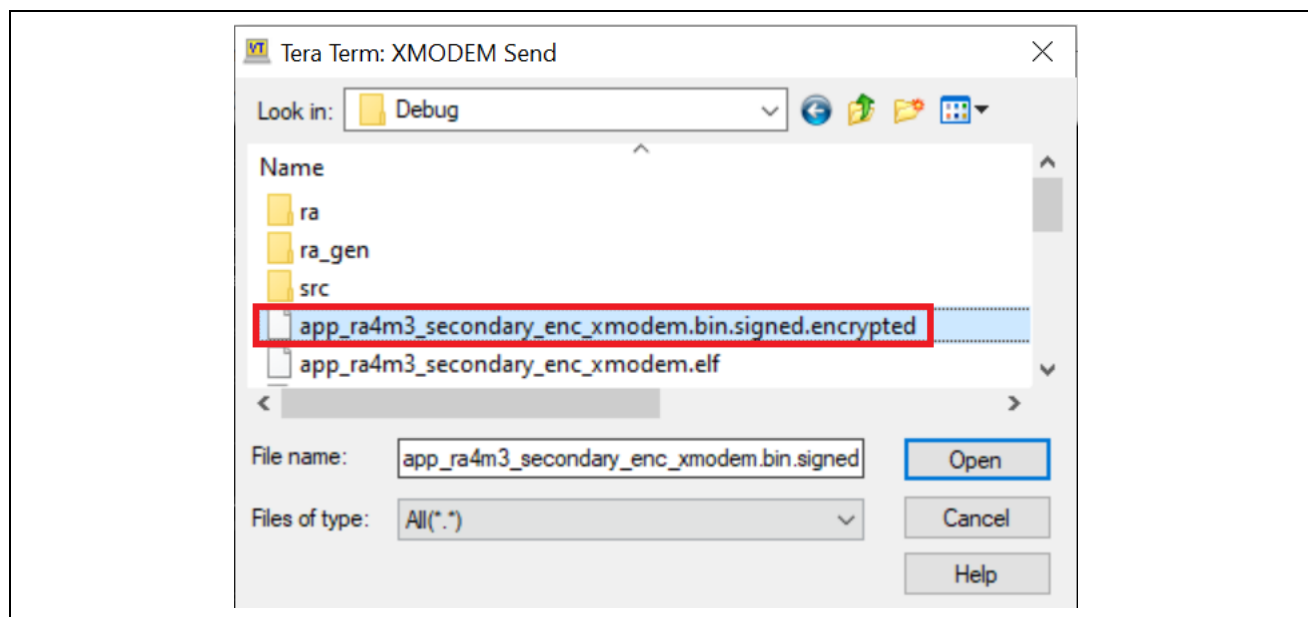 VT Tera Term: XMODEM Send
Look in: Debug
Name
ra
ra_gen
src
app_ra4m3_secondary_enc_xmodem.bin.signed.encrypted
app_ra4m3_secondary_enc_xmodem.elf
File name: app_ra4m3_secondary_enc_xmodem.bin.signed Open
Files of type: All(*.*) Cancel
Help